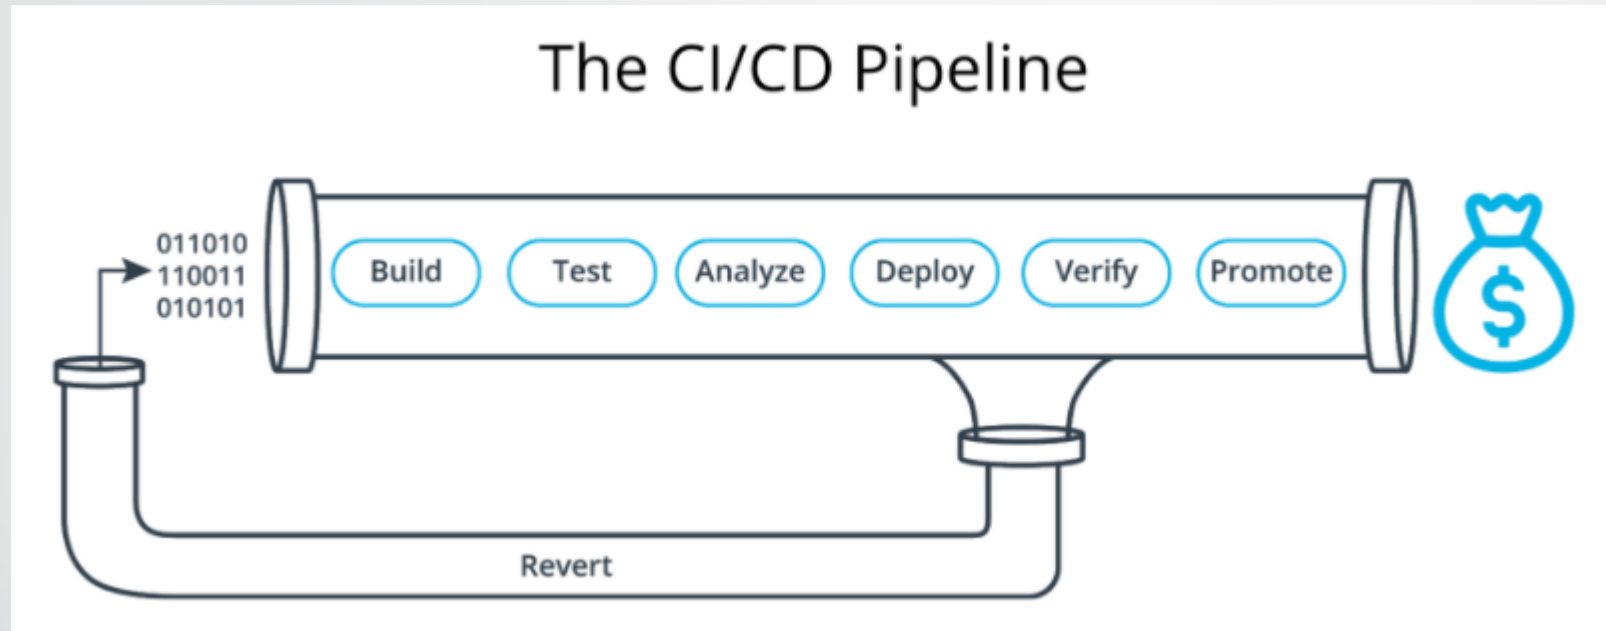 The CI/CD Pipeline
011010
110011
010101
Build Test Analyze Deploy Verify Promote
$
Revert